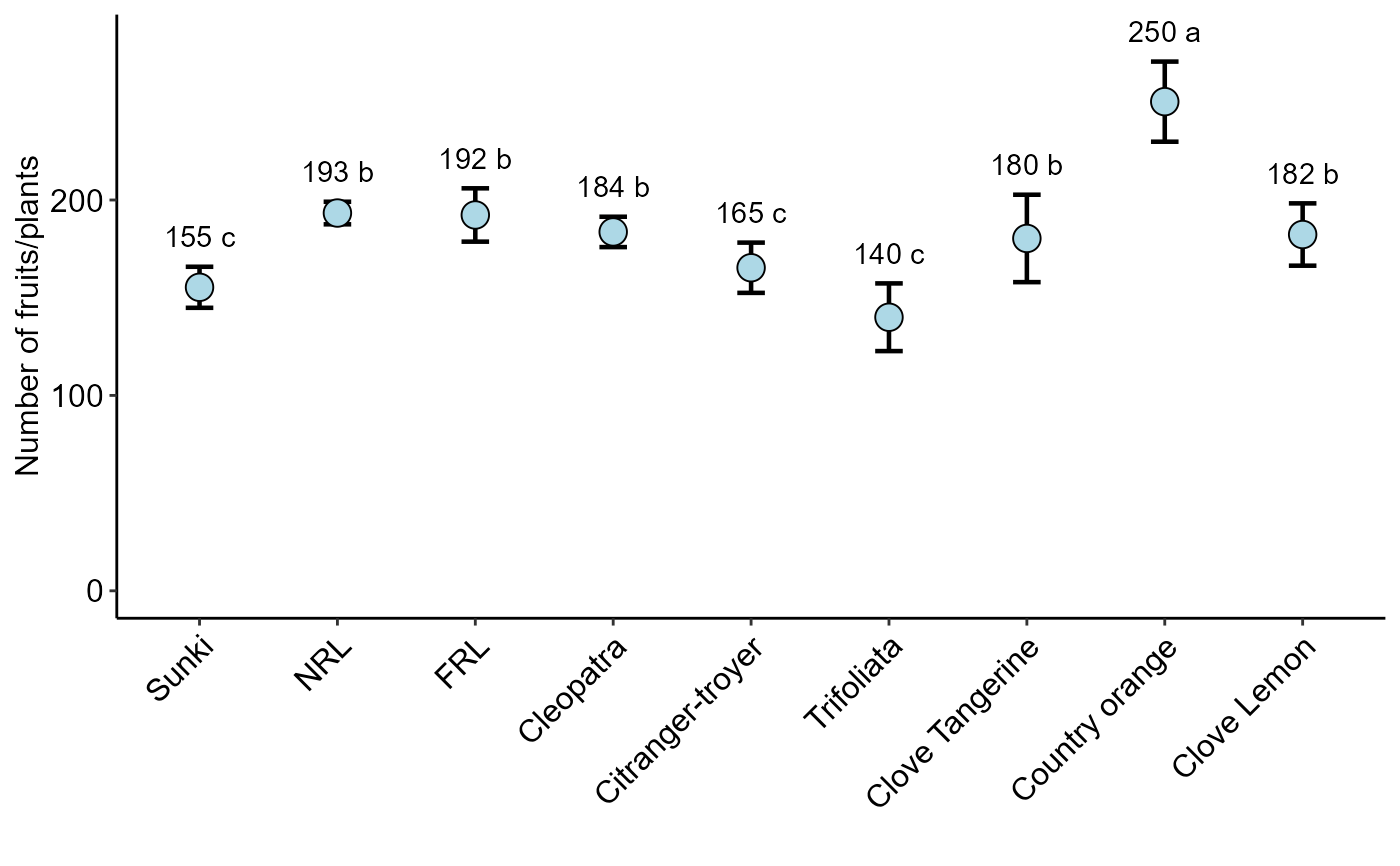 250 a
193 b
192 b
184 b
180 b
182 b
165 c
155 c
140 c
Number of fruits/plants
200
100
0
Sunki
NRL
FRL
Cleopatra
Citranger-troyer
Trifoliata
Clove Tangerine
Country orange
Clove Lemon